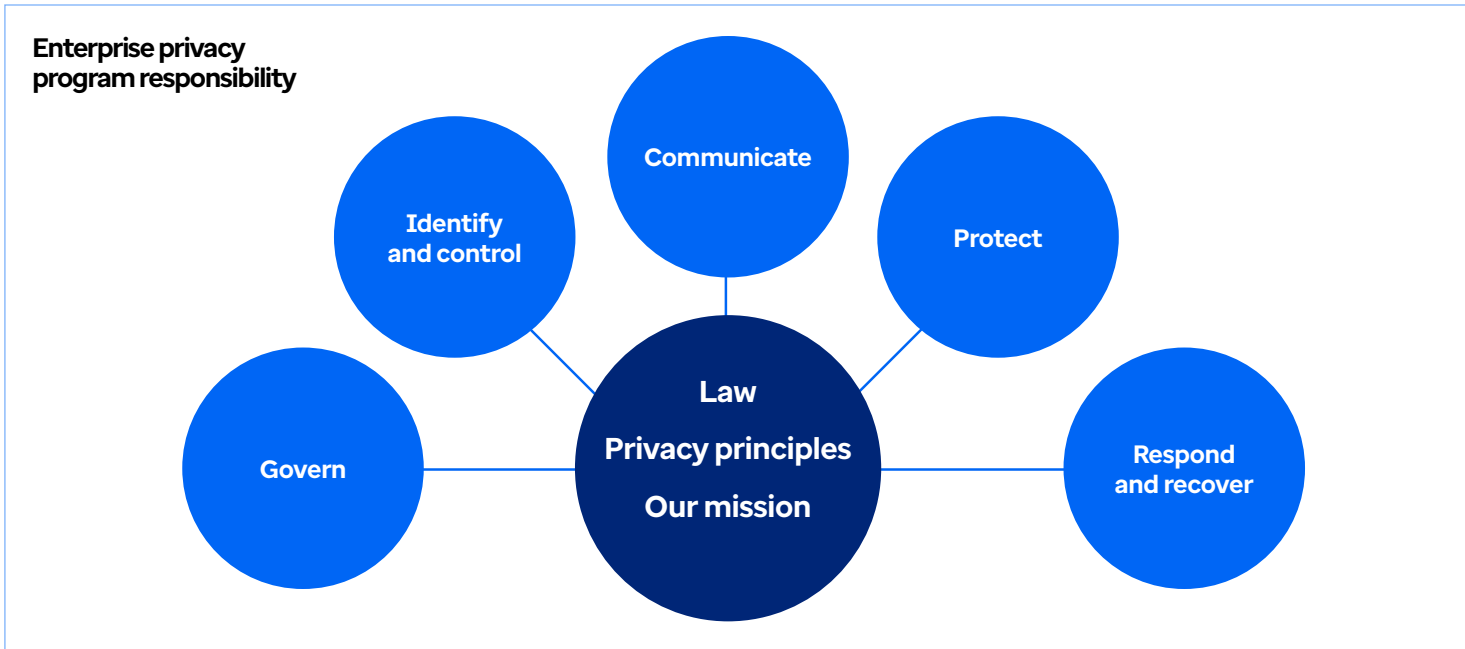 Enterprise privacy
program responsibility
Communicate
Identify
and control
Protect
Law
Privacy principles
Our mission
Govern
Respond
and recover